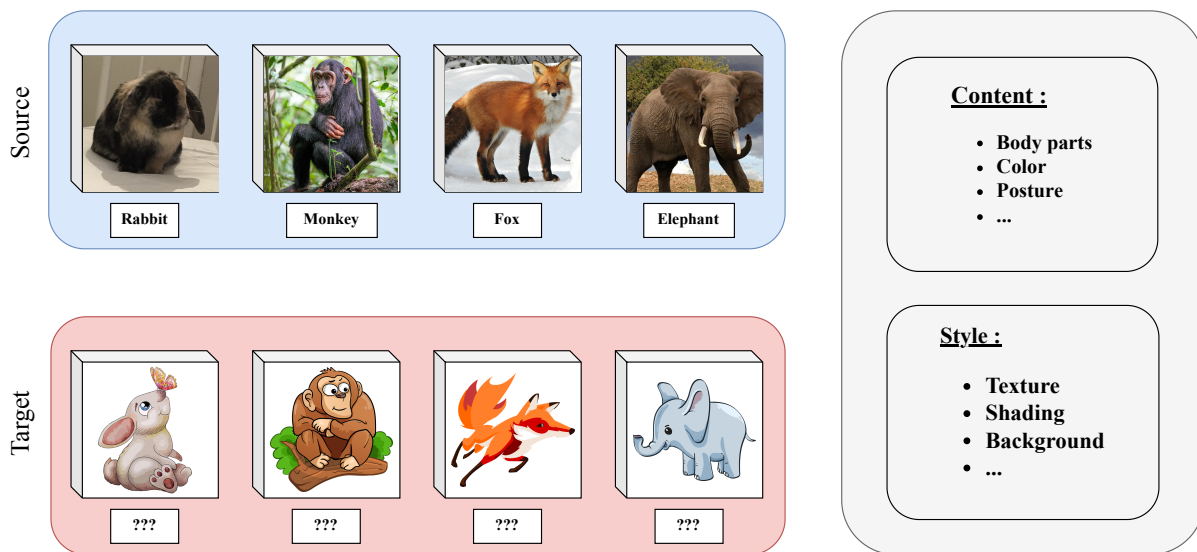 Source
Rabbit
Monkey
Fox
Elephant
Target
???
???
???
???
Content :
Body parts
Color
Posture
...
Style :
Texture
Shading
Background
...